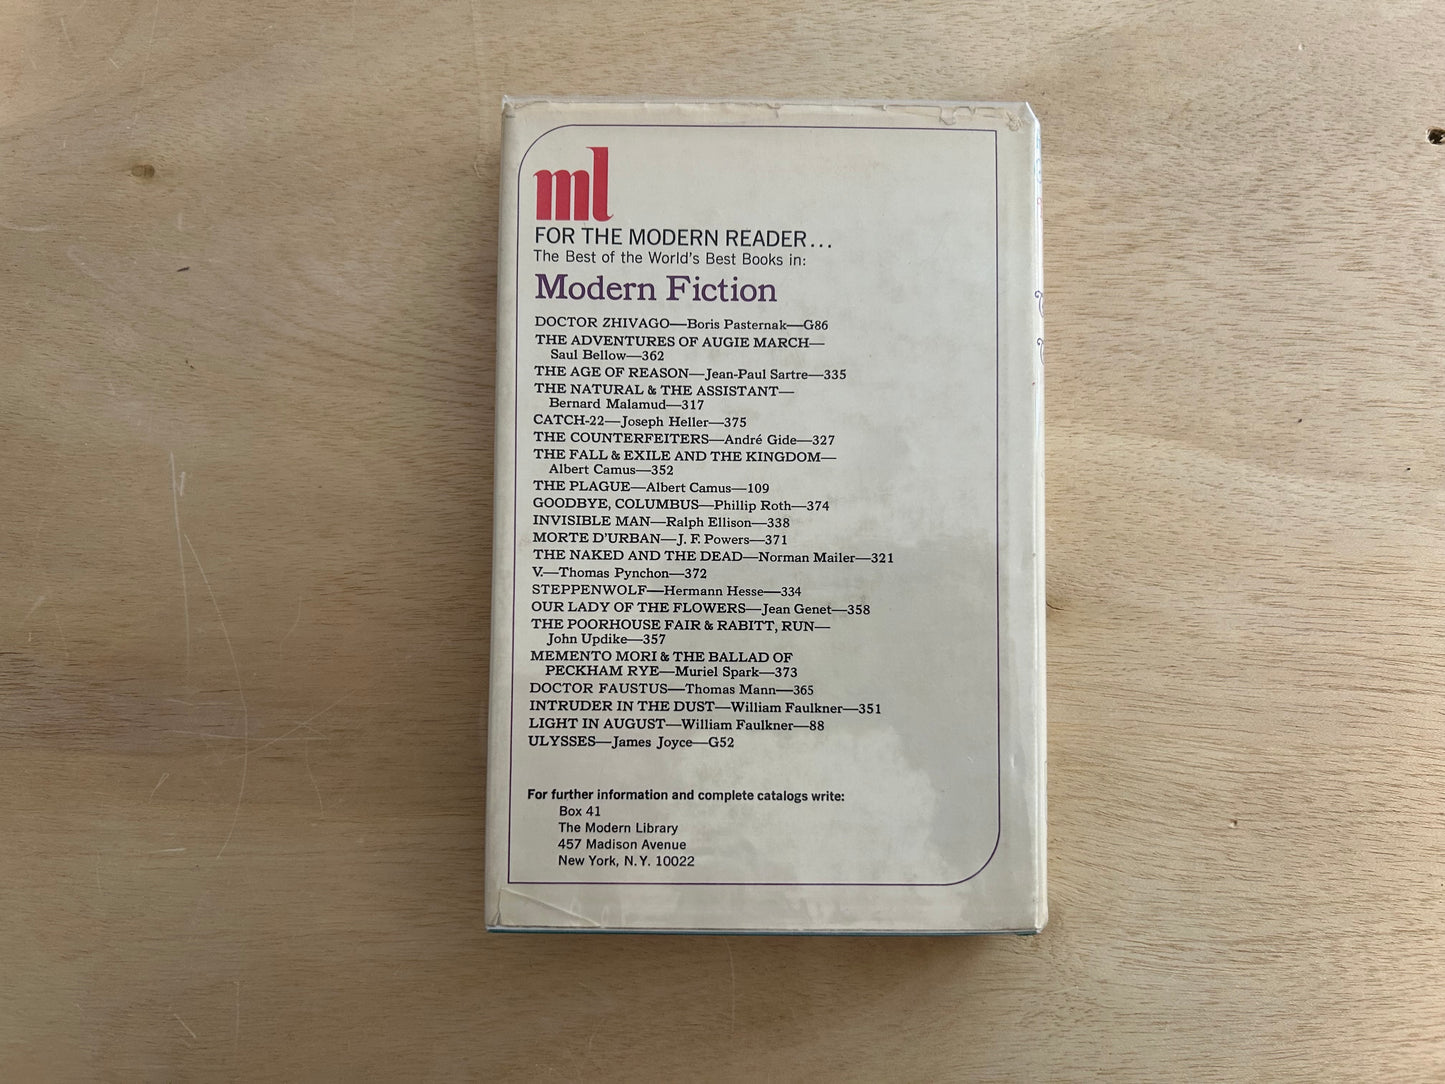 ml
FOR THE MODERN READER...
The Best of the World's Best Books in:
Modern Fiction
DOCTOR ZHIVAGO—Boris Pasternak—G86
THE ADVENTURES OF AUGIE MARCH—
Saul Bellow—362
THE AGE OF REASON—Jean-Paul Sartre—335
THE NATURAL & THE ASSISTANT—
Bernard Malamud—317
CATCH-22—Joseph Heller—375
THE COUNTERFEITERS—André Gide—327
THE FALL & EXILE AND THE KINGDOM—
Albert Camus—352
THE PLAGUE—Albert Camus—109
GOODBYE, COLUMBUS—Phillip Roth—374
INVISIBLE MAN—Ralph Ellison—338
MORTE D'URBAN—J. F. Powers—371
THE NAKED AND THE DEAD—Norman Mailer—321
V.—Thomas Pynchon—372
STEPPENWOLF—Hermann Hesse—334
OUR LADY OF THE FLOWERS—Jean Genet—358
THE POORHOUSE FAIR & RABITT, RUN—
John Updike—357
MEMENTO MORI & THE BALLAD OF
PECKHAM RYE—Muriel Spark—373
DOCTOR FAUSTUS—Thomas Mann—365
INTRUDER IN THE DUST—William Faulkner—351
LIGHT IN AUGUST—William Faulkner—88
ULYSSES—James Joyce—G52
For further information and complete catalogs write:
Box 41
The Modern Library
457 Madison Avenue
New York, N.Y. 10022